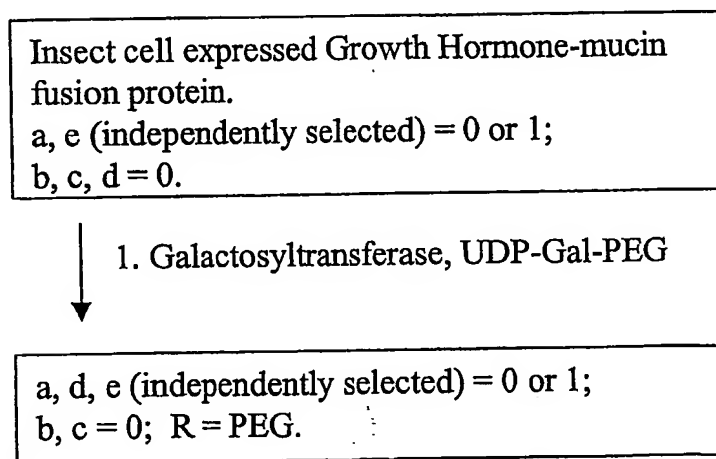 Insect cell expressed Growth Hormone-mucin
fusion protein.
a, e (independently selected) = 0 or 1;
b, c, d = 0.
1. Galactosyltransferase, UDP-Gal-PEG
a, d, e (independently selected) = 0 or 1;
b, c = 0; R = PEG.